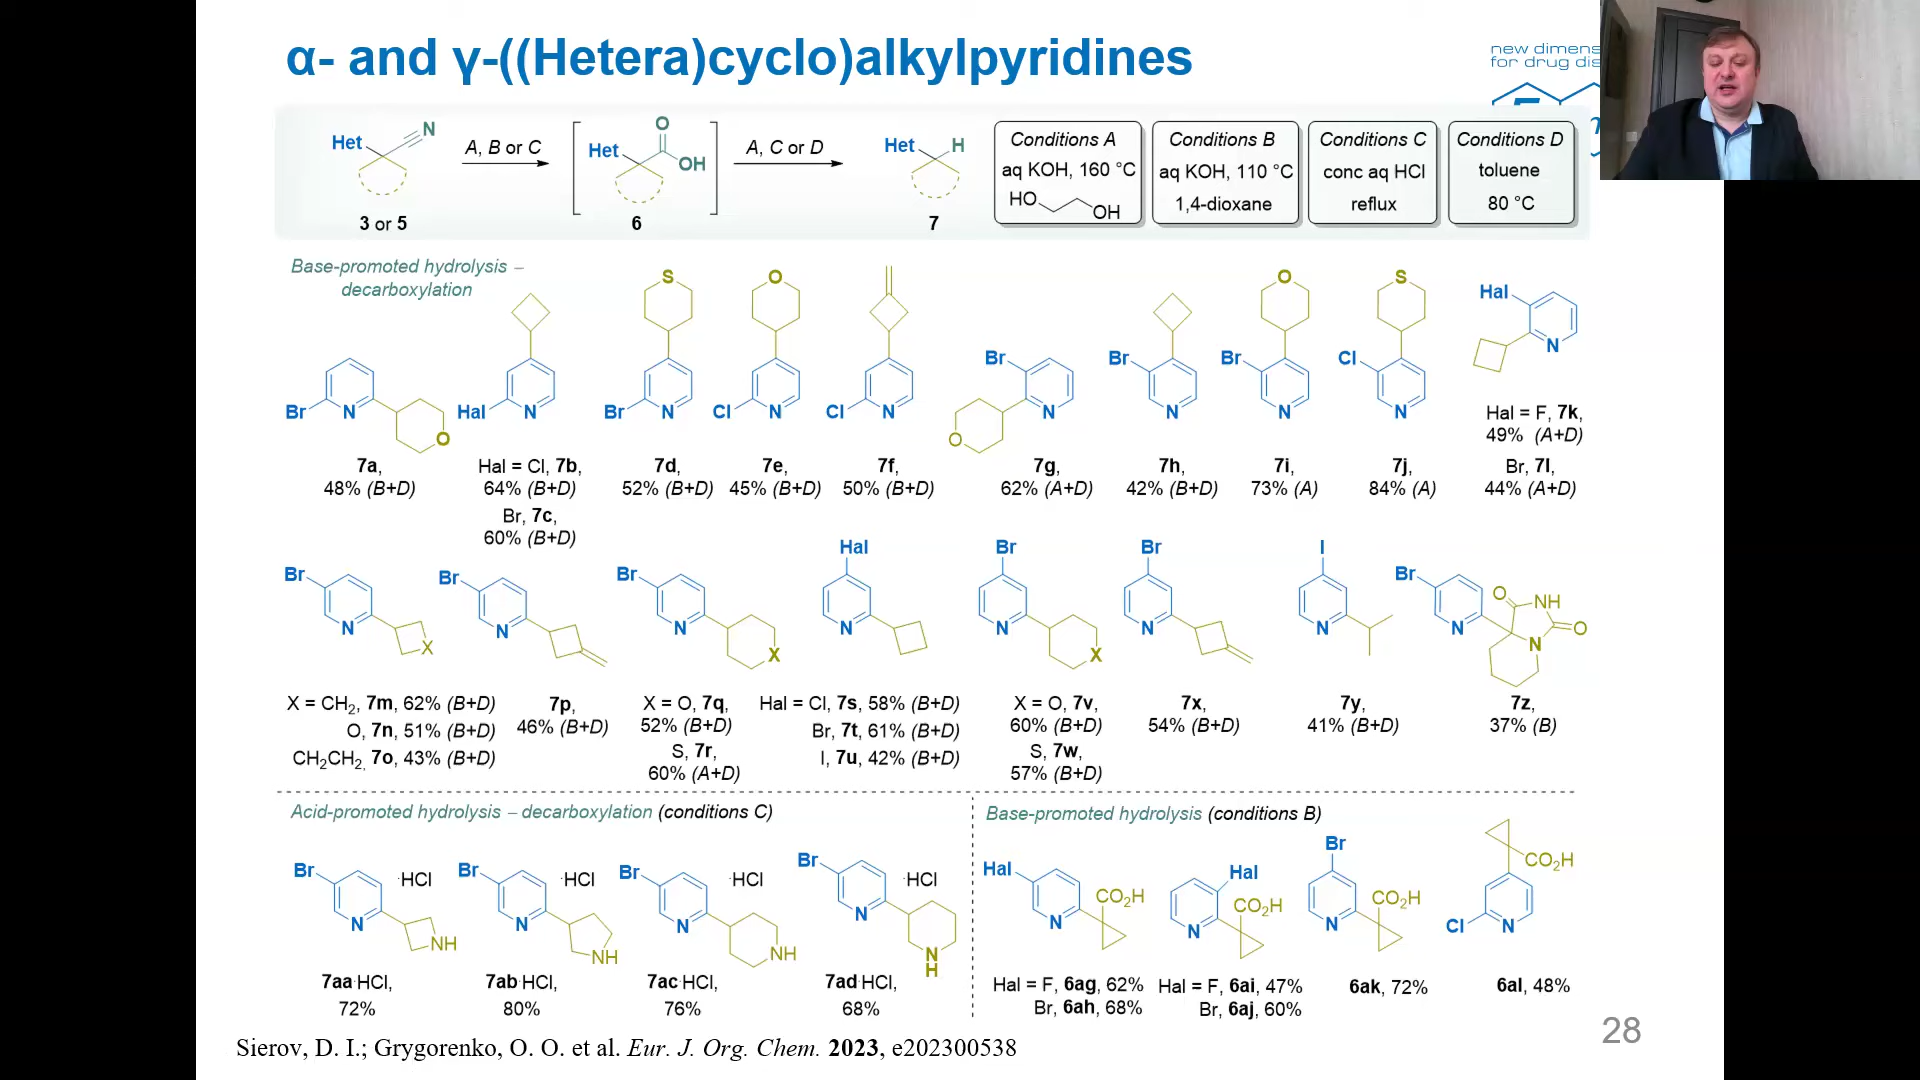 α- and γ-((Hetera)cyclo)alkylpyridines
new dimens
for drug dis
Het
N
3 or 5
A, B or C
Het
O
OH
6
A, C or D
Het
H
7
Conditions A
aq KOH, 160 °C
HO
OH
Conditions B
aq KOH, 110 °C
1,4-dioxane
Conditions C
conc aq HCl
reflux
Conditions D
toluene
80 °C
Base-promoted hydrolysis –
decarboxylation
Br
N
O
7a,
48% (B+D)
Hal
N
Hal = Cl, 7b,
64% (B+D)
Br, 7c,
60% (B+D)
S
Br
N
7d,
52% (B+D)
O
Cl
N
7e,
45% (B+D)
Cl
N
7f,
50% (B+D)
Br
N
O
7g,
62% (A+D)
Br
N
7h,
42% (B+D)
O
Br
N
7i,
73% (A)
S
Cl
N
7j,
84% (A)
Hal
N
Hal = F, 7k,
49% (A+D)
Br, 7l,
44% (A+D)
Br
N
X
X = CH₂, 7m, 62% (B+D)
O, 7n, 51% (B+D)
CH₂CH₂, 7o, 43% (B+D)
Br
N
7p,
46% (B+D)
Br
N
X
X = O, 7q,
52% (B+D)
S, 7r,
60% (A+D)
Hal
N
Hal = Cl, 7s, 58% (B+D)
Br, 7t, 61% (B+D)
I, 7u, 42% (B+D)
Br
N
X
X = O, 7v,
60% (B+D)
S, 7w,
57% (B+D)
Br
N
7x,
54% (B+D)
I
N
7y,
41% (B+D)
Br
N
O
NH
N
O
7z,
37% (B)
Acid-promoted hydrolysis – decarboxylation (conditions C)
Br
·HCl
N
NH
7aa·HCl,
72%
Br
·HCl
N
NH
7ab·HCl,
80%
Br
·HCl
N
NH
7ac·HCl,
76%
Br
·HCl
N
N
H
7ad·HCl,
68%
Base-promoted hydrolysis (conditions B)
Hal
N
CO₂H
Hal = F, 6ag, 62%
Br, 6ah, 68%
Hal
N
CO₂H
Hal = F, 6ai, 47%
Br, 6aj, 60%
Br
N
CO₂H
6ak, 72%
CO₂H
Cl
N
6al, 48%
Sierov, D. I.; Grygorenko, O. O. et al. Eur. J. Org. Chem. 2023, e202300538
28